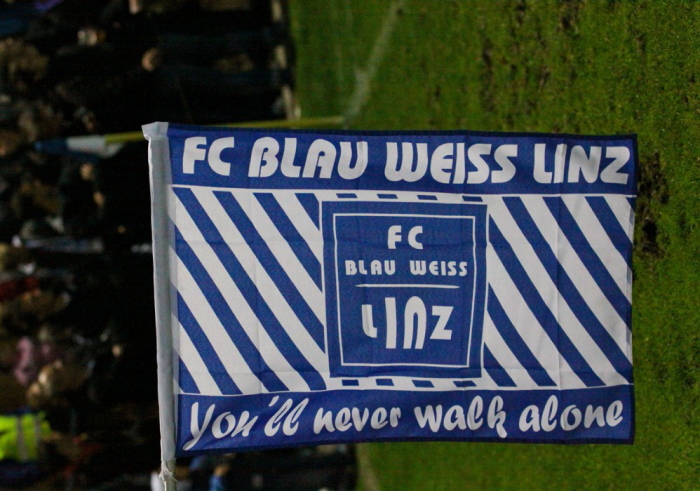 FC BLAU WEISS LINZ
FC
BLAU WEISS
LINZ
You'll never walk alone